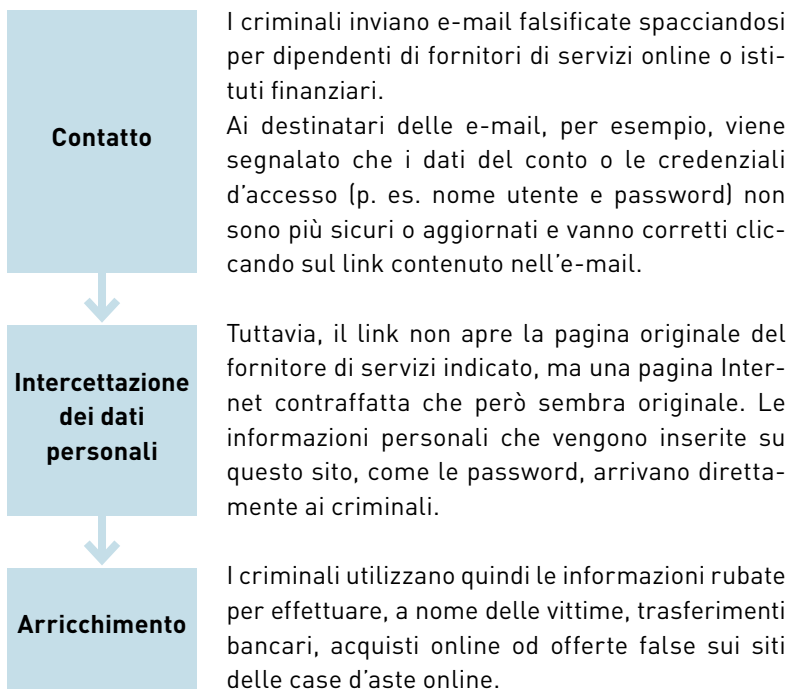 Contatto
I criminali inviano e-mail falsificate spacciandosi
per dipendenti di fornitori di servizi online o isti-
tuti finanziari.
Ai destinatari delle e-mail, per esempio, viene
segnalato che i dati del conto o le credenziali
d’accesso (p. es. nome utente e password) non
sono più sicuri o aggiornati e vanno corretti clic-
cando sul link contenuto nell’e-mail.
Intercettazione
dei dati
personali
Tuttavia, il link non apre la pagina originale del
fornitore di servizi indicato, ma una pagina Inter-
net contraffatta che però sembra originale. Le
informazioni personali che vengono inserite su
questo sito, come le password, arrivano diretta-
mente ai criminali.
Arricchimento
I criminali utilizzano quindi le informazioni rubate
per effettuare, a nome delle vittime, trasferimenti
bancari, acquisti online od offerte false sui siti
delle case d’aste online.